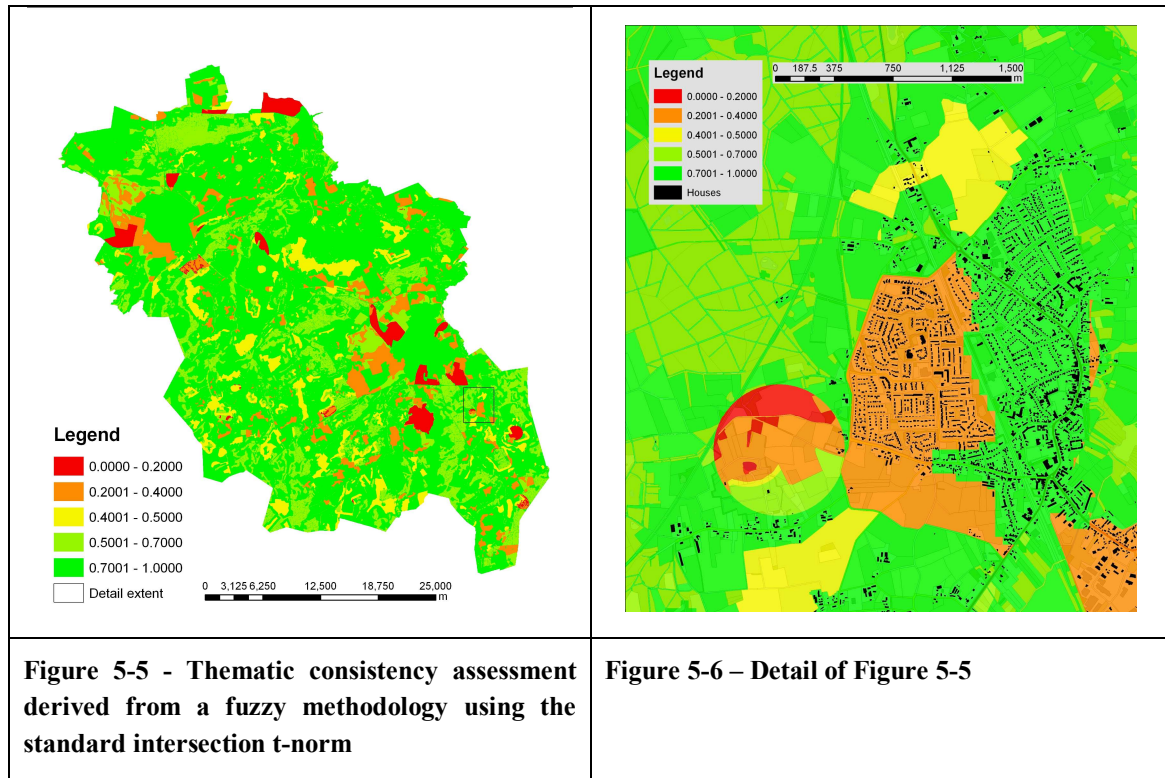 Legend
0.0000 - 0.2000
0.2001 - 0.4000
0.4001 - 0.5000
0.5001 - 0.7000
0.7001 - 1.0000
Detail extent
0 3,125 6,250 12,500 18,750 25,000
m
Legend
0.0000 - 0.2000
0.2001 - 0.4000
0.4001 - 0.5000
0.5001 - 0.7000
0.7001 - 1.0000
Houses
0 187.5 375 750 1,125 1,500
m
Figure 5-5 - Thematic consistency assessment
derived from a fuzzy methodology using the
standard intersection t-norm
Figure 5-6 – Detail of Figure 5-5